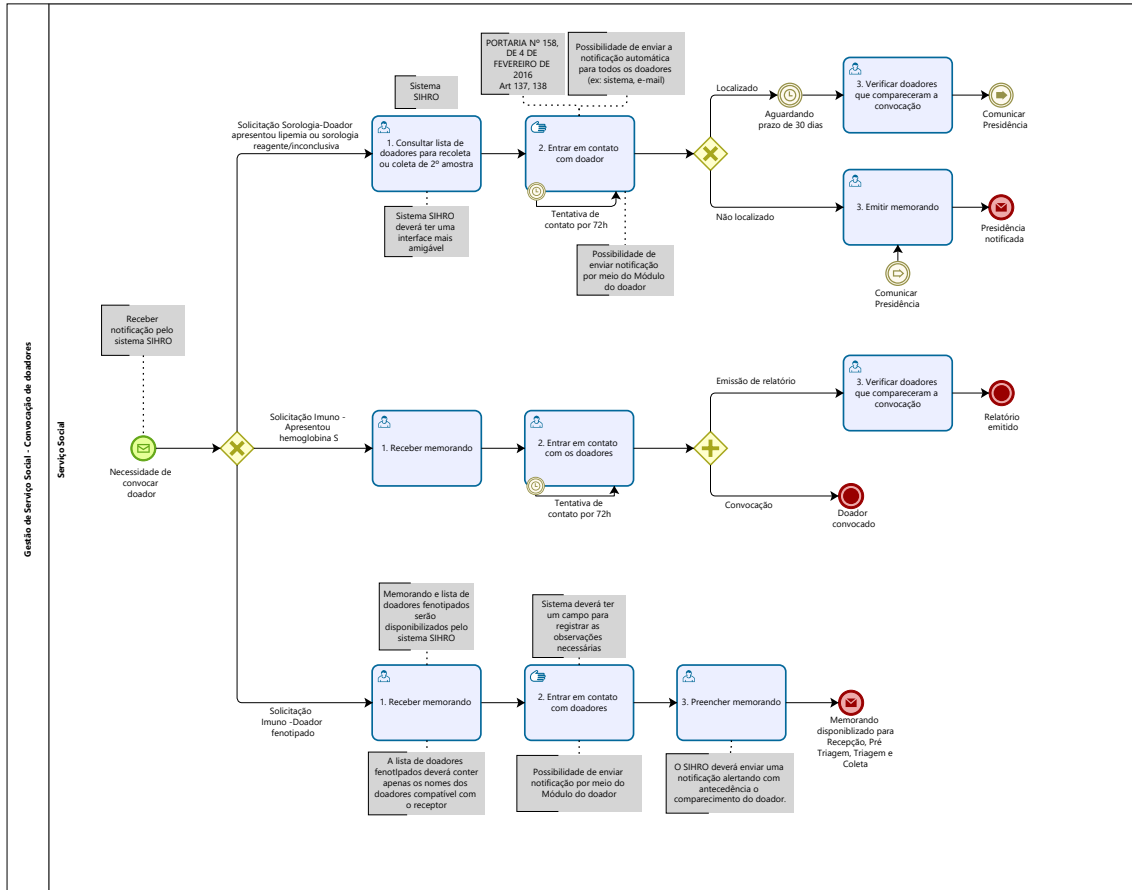 Gestão de Serviço Social - Convocação de doadores
Serviço Social
PORTARIA Nº 158,
DE 4 DE
FEVEREIRO DE
2016
Art 137, 138
Possibilidade de enviar a
notificação automática
para todos os doadores
(ex: sistema, e-mail)
Sistema
SIHRO
Solicitação Sorologia-Doador
apresentou lipemia ou sorologia
reagente/inconclusiva
1. Consultar lista de
doadores para recoleta
ou coleta de 2º amostra
2. Entrar em contato
com doador
Tentativa de
contato por 72h
Localizado
Aguardando
prazo de 30 dias
3. Verificar doadores
que compareceram a
convocação
Comunicar
Presidência
Não localizado
3. Emitir memorando
Presidência
notificada
Comunicar
Presidência
Sistema SIHRO
deverá ter uma
interface mais
amigável
Possibilidade de
enviar notificação
por meio do Módulo
do doador
Receber
notificação pelo
sistema SIHRO
Necessidade de
convocar
doador
Solicitação Imuno -
Apresentou
hemoglobina S
1. Receber memorando
2. Entrar em contato
com os doadores
Tentativa de
contato por 72h
Emissão de relatório
3. Verificar doadores
que compareceram a
convocação
Relatório
emitido
Convocação
Doador
convocado
Memorando e lista de
doadores fenotipados
serão
disponibilizados pelo
sistema SIHRO
Sistema deverá ter
um campo para
registrar as
observações
necessárias
Solicitação
Imuno -Doador
fenotipado
1. Receber memorando
2. Entrar em contato
com doadores
3. Preencher memorando
Memorando
disponiblizado para
Recepção, Pré
Triagem, Triagem e
Coleta
A lista de doadores
fenotIpados deverá conter
apenas os nomes dos
doadores compatível com
o receptor
Possibilidade de enviar
notificação por meio do
Módulo do doador
O SIHRO deverá enviar uma
notificação alertando com
antecedência o
comparecimento do doador.